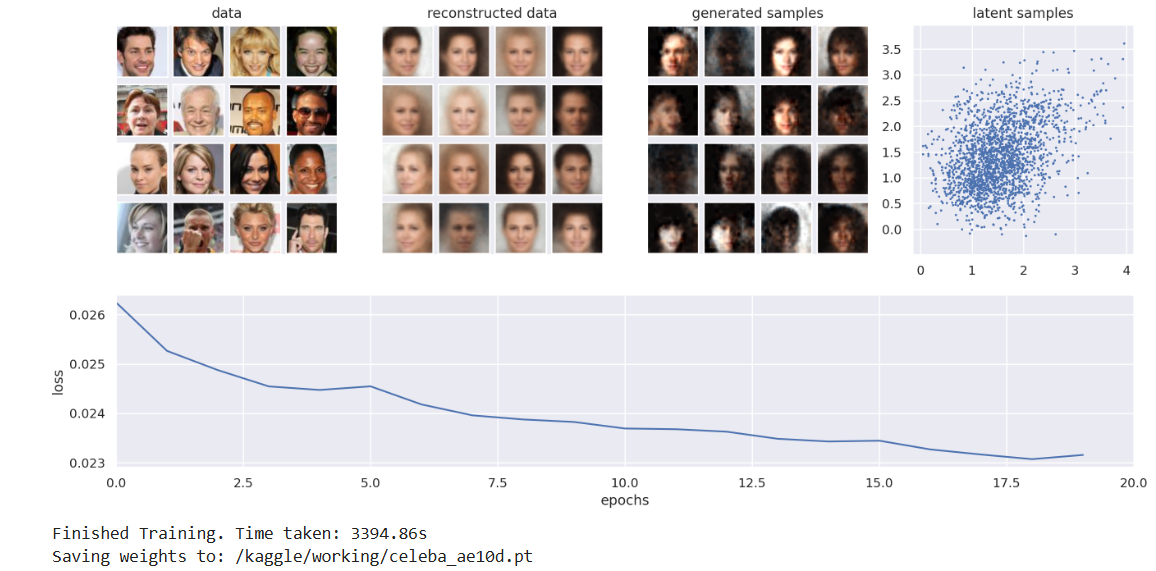 data
reconstructed data
generated samples
latent samples
3.5
3.0
2.5
2.0
1.5
1.0
0.5
0.0
0 1 2 3 4
0.026
0.025
0.024
0.023
loss
0.0 2.5 5.0 7.5 10.0 12.5 15.0 17.5 20.0
epochs
Finished Training. Time taken: 3394.86s
Saving weights to: /kaggle/working/celeba_ae10d.pt